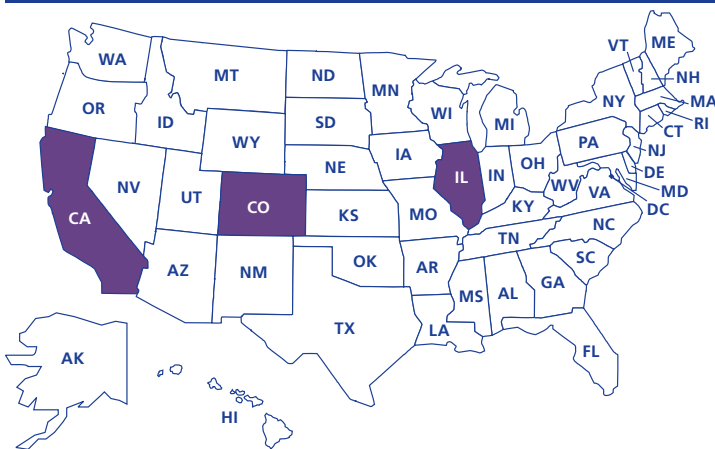 ME
VT
WA
MT
ND
NH
MN
MA
NY
OR
RI
WI
SD
ID
MI
CT
WY
PA
NJ
IA
NE
OH
DE
IL
IN
NV
WV
MD
UT
VA
CO
DC
CA
KS
MO
KY
NC
TN
OK
SC
AZ
NM
AR
GA
MS
AL
TX
LA
FL
AK
HI